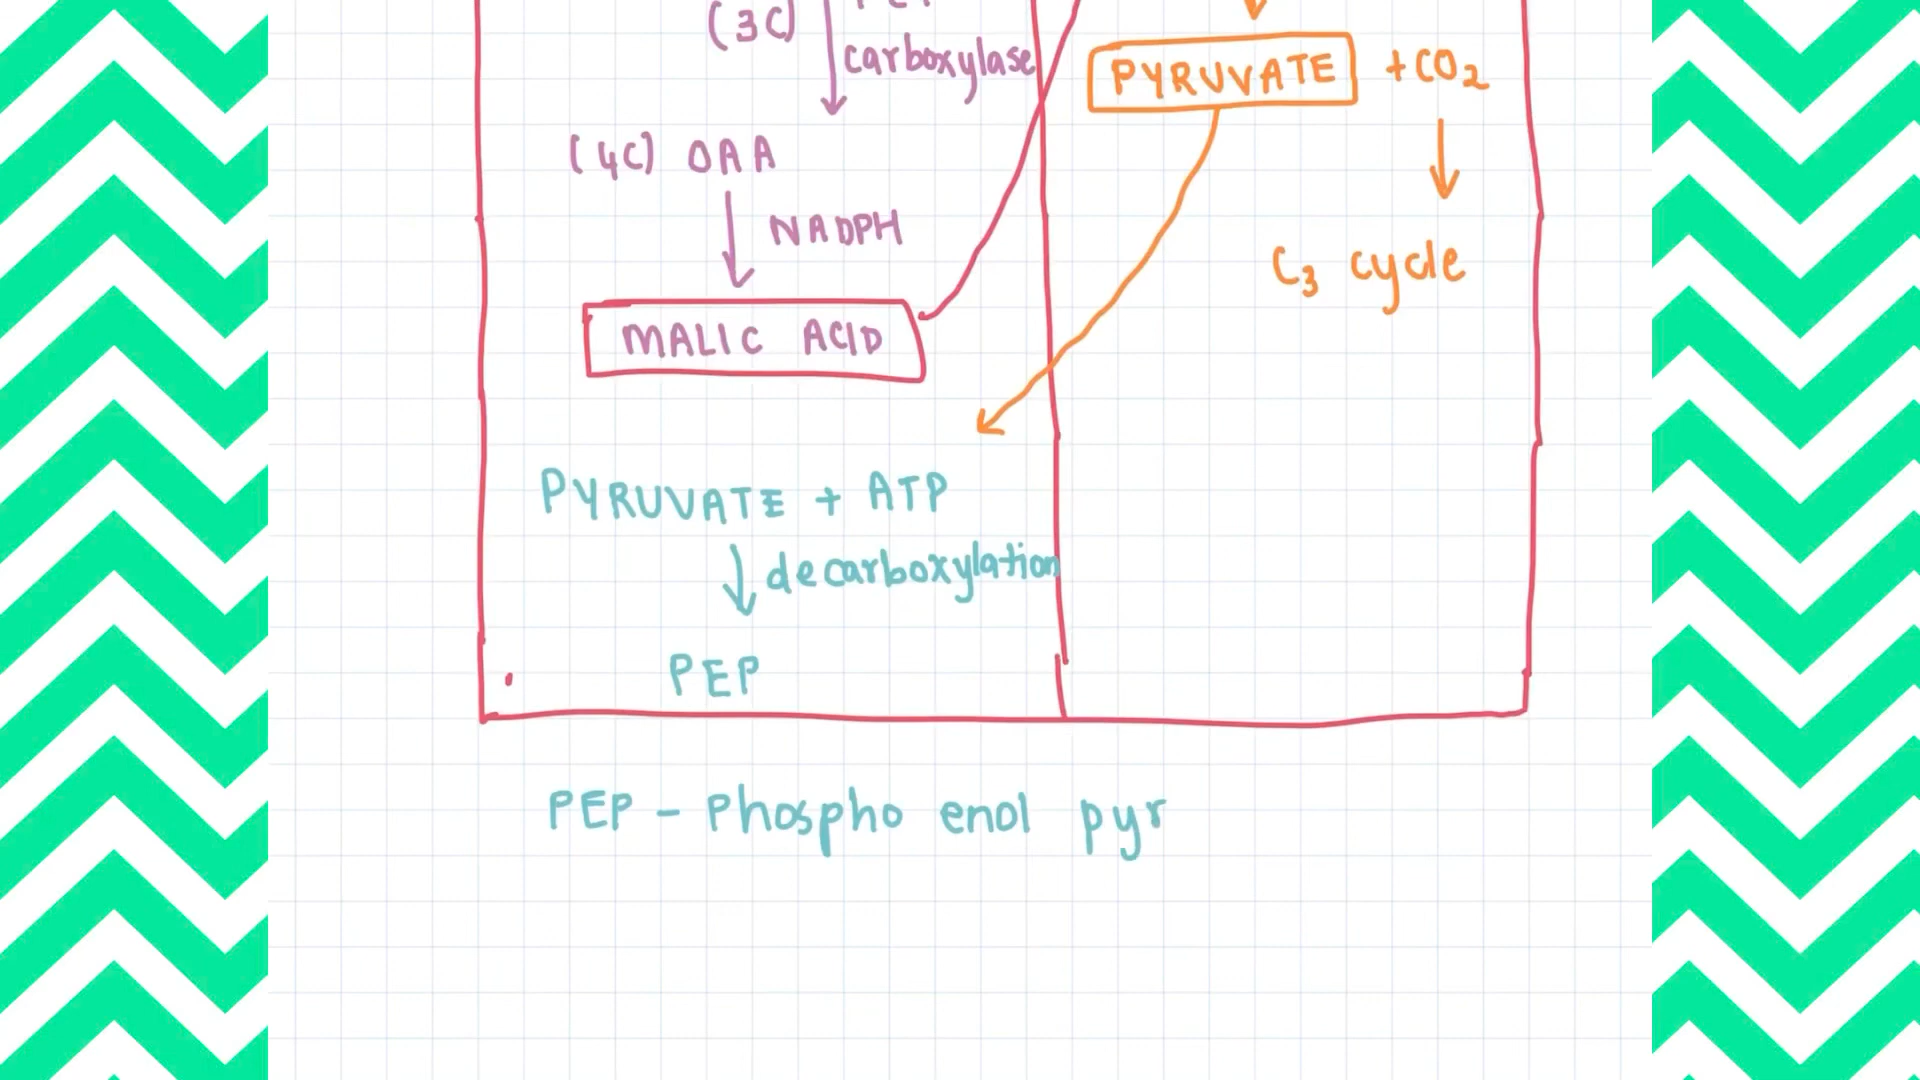 (3C)
carboxylase
(4C) OAA
NADPH
MALIC ACID
PYRUVATE + CO2
C3 cycle
PYRUVATE + ATP
decarboxylation
PEP
PEP - Phospho enol pyr